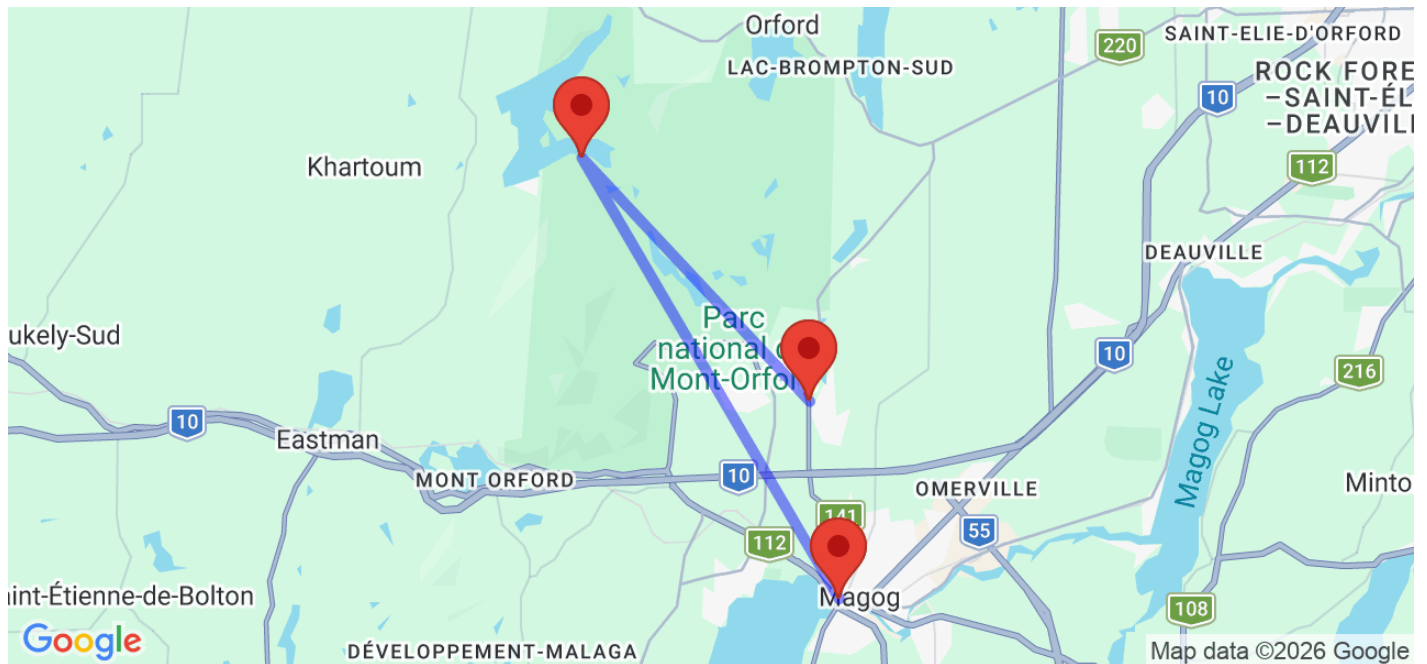 Orford
SAINT-ELIE-D'ORFORD
220
LAC-BROMPTON-SUD
ROCK FORE
–SAINT-ÉL
–DEAUVILL
10
112
Khartoum
DEAUVILLE
Parc
national d
Mont-Orfor
ukely-Sud
10
216
Magog Lake
10
Eastman
MONT ORFORD
10
OMERVILLE
Minto
141
55
112
int-Étienne-de-Bolton
Magog
108
Google
DÉVELOPPEMENT-MALAGA
Map data ©2026 Google